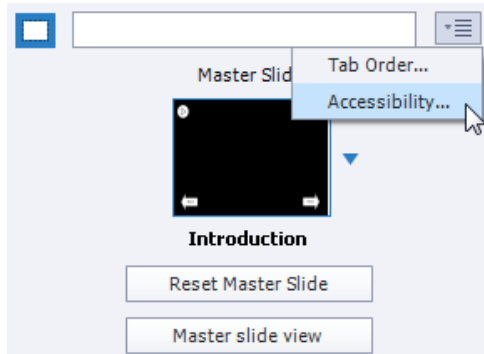 Tab Order...
Master Slid
Accessibility...
Introduction
Reset Master Slide
Master slide view